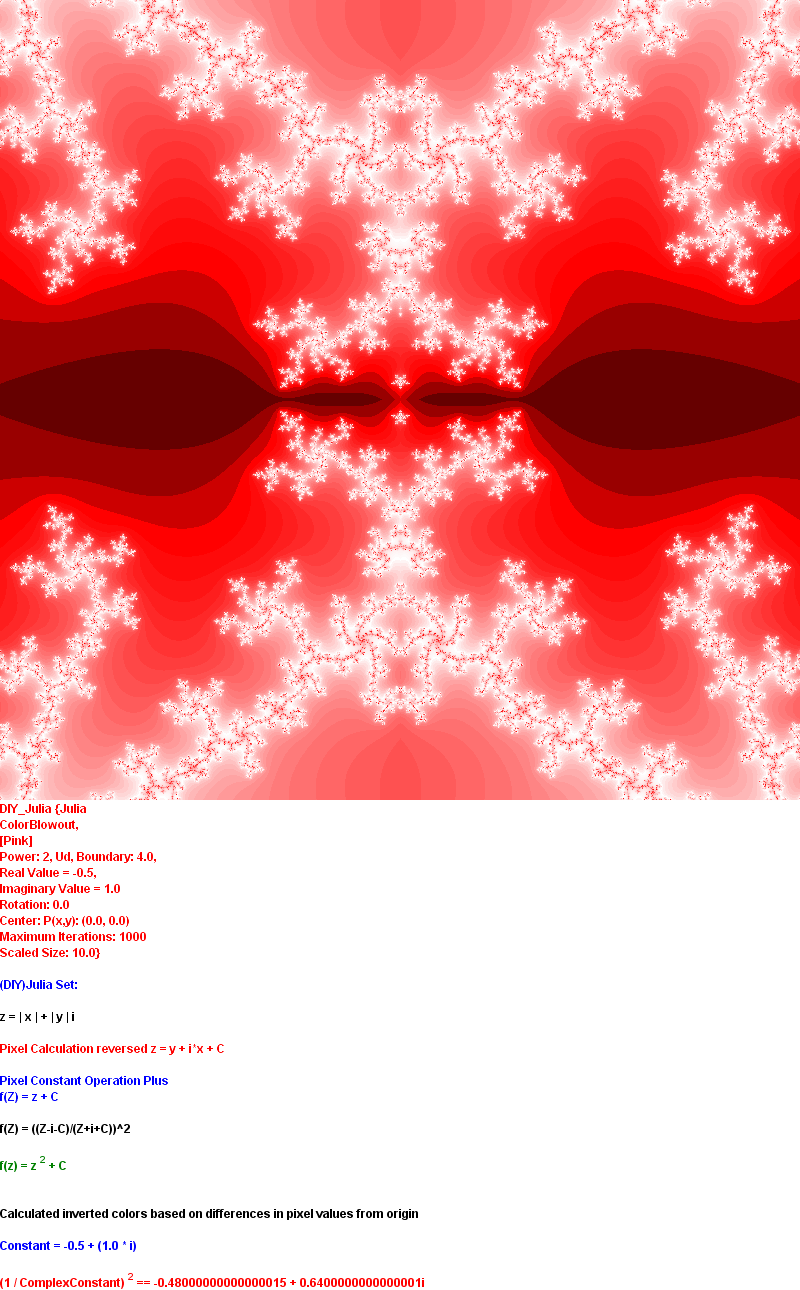 DIY_Julia {Julia
ColorBlowout,
[Pink]
Power: 2, Ud, Boundary: 4.0,
Real Value = -0.5,
Imaginary Value = 1.0
Rotation: 0.0
Center: P(x,y): (0.0, 0.0)
Maximum Iterations: 1000
Scaled Size: 10.0}
(DIY)Julia Set:
z = | x | + | y | i
Pixel Calculation reversed z = y + i*x + C
Pixel Constant Operation Plus
f(Z) = z + C
f(Z) = ((Z-i-C)/(Z+i+C))^2
f(z) = z 2 + C
Calculated inverted colors based on differences in pixel values from origin
Constant = -0.5 + (1.0 * i)
(1 / ComplexConstant) 2 == -0.48000000000000015 + 0.6400000000000001i